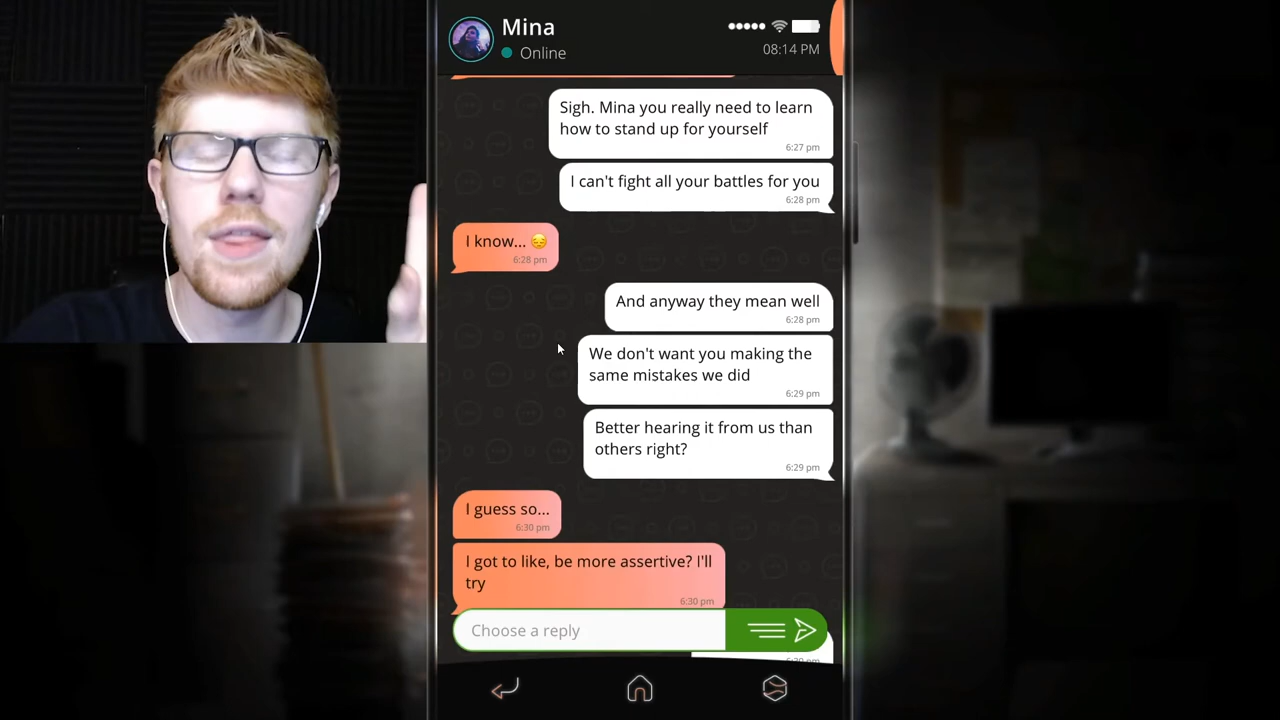 Mina
Online
08:14 PM
Sigh. Mina you really need to learn
how to stand up for yourself
6:27 pm
I can't fight all your battles for you
6:28 pm
I know... 😔
6:28 pm
And anyway they mean well
6:28 pm
We don't want you making the
same mistakes we did
6:29 pm
Better hearing it from us than
others right?
6:29 pm
I guess so...
6:30 pm
I got to like, be more assertive? I'll
try
6:30 pm
Choose a reply